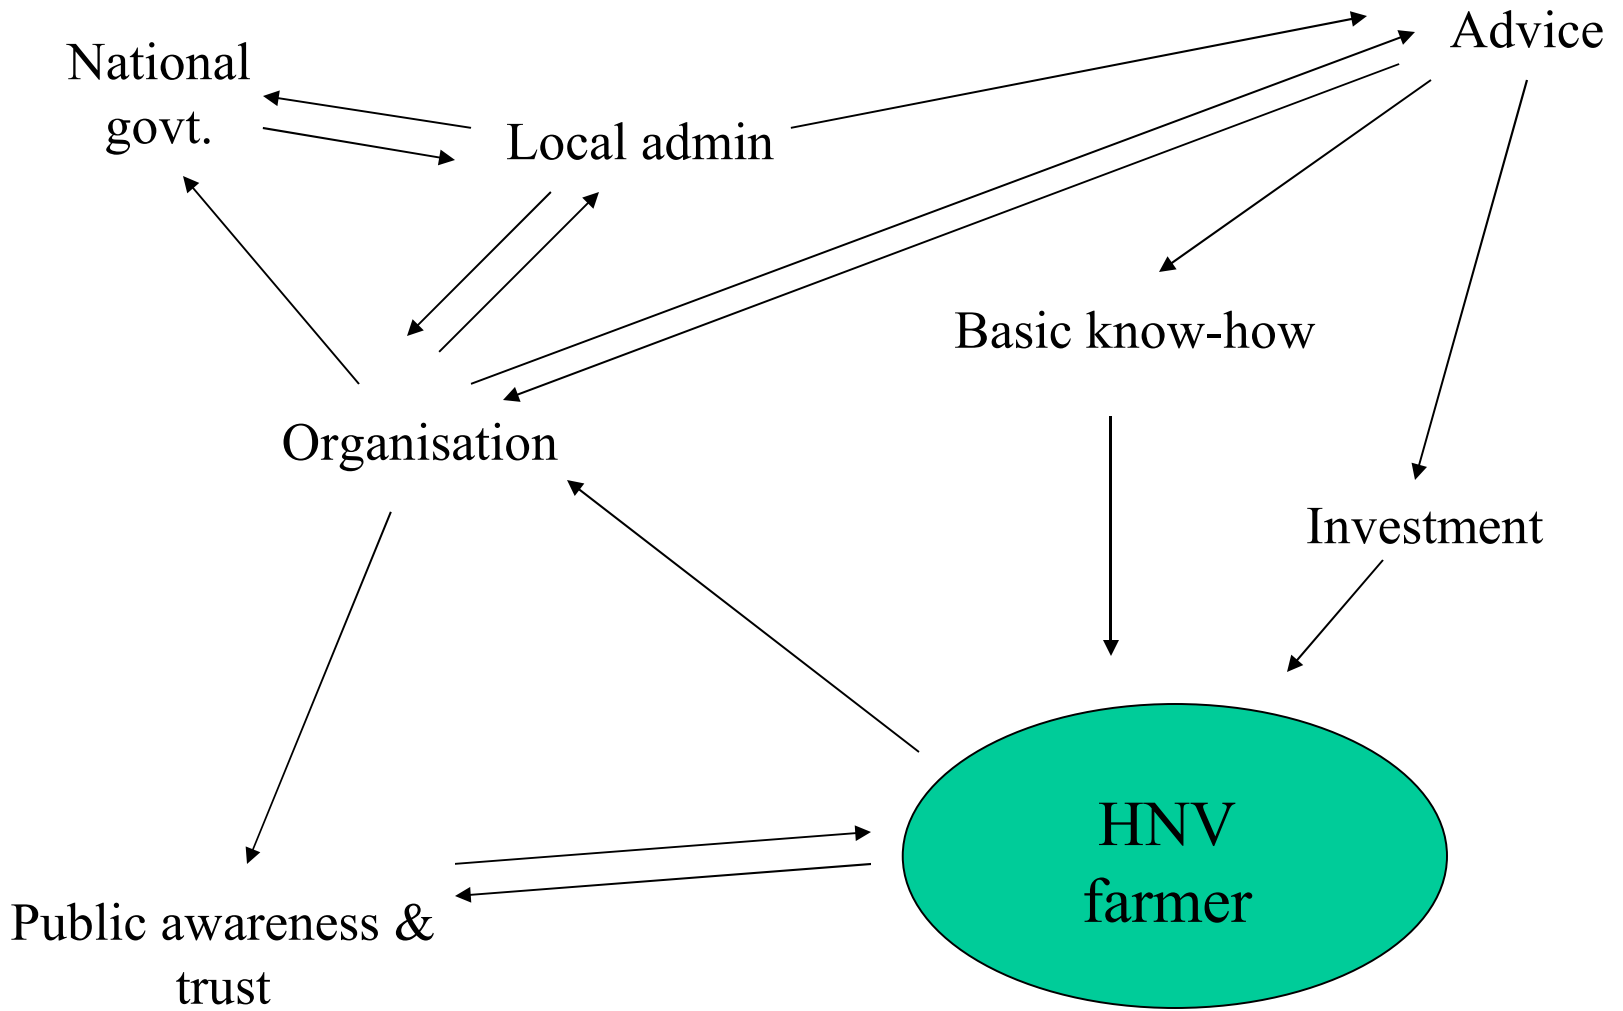 Advice
National
govt.
Local admin
Basic know-how
Organisation
Investment
HNV
farmer
Public awareness &
trust